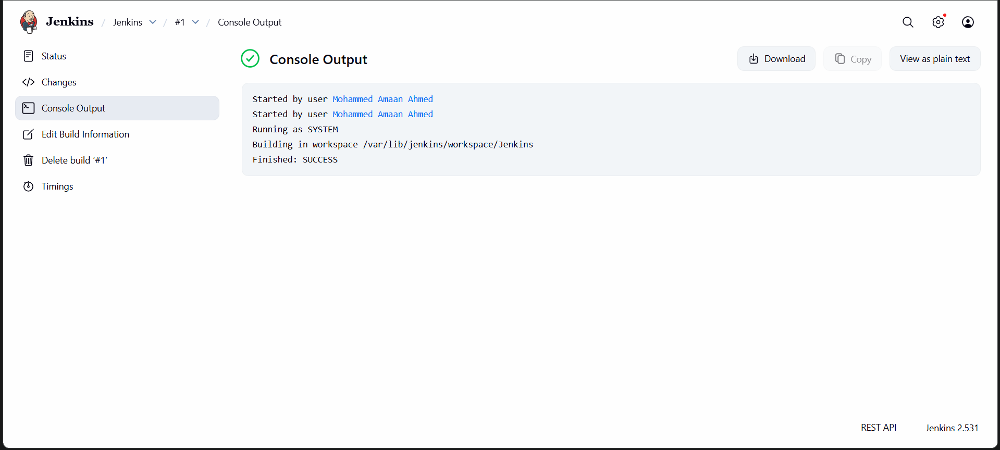 Jenkins / Jenkins / #1 / Console Output
Status
Changes
Console Output
Edit Build Information
Delete build ‘#1’
Timings
Console Output
Download
Copy
View as plain text
Started by user Mohammed Amaan Ahmed
Started by user Mohammed Amaan Ahmed
Running as SYSTEM
Building in workspace /var/lib/jenkins/workspace/Jenkins
Finished: SUCCESS
REST API
Jenkins 2.531